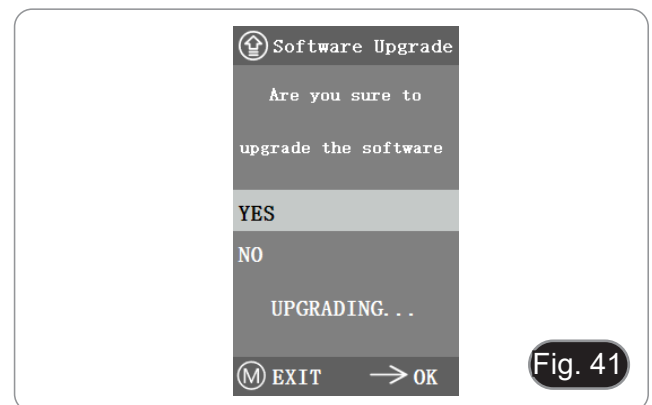 Software Upgrade
Are you sure to
upgrade the software
YES
NO
UPGRADING...
M EXIT → OK
Fig. 41